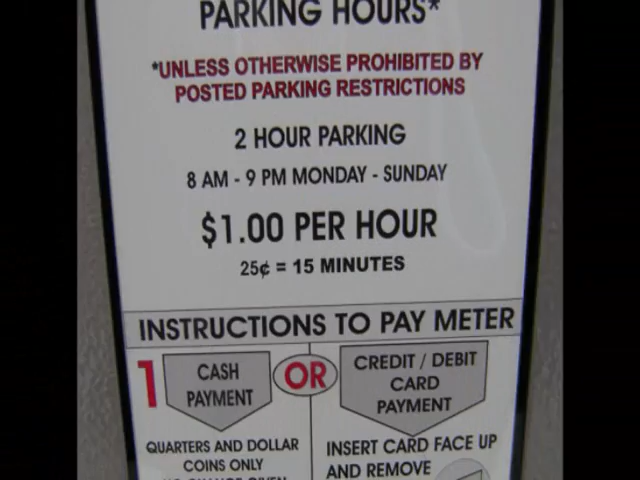 PARKING HOURS*
*UNLESS OTHERWISE PROHIBITED BY
POSTED PARKING RESTRICTIONS
2 HOUR PARKING
8 AM - 9 PM MONDAY - SUNDAY
$1.00 PER HOUR
25¢ = 15 MINUTES
INSTRUCTIONS TO PAY METER
1
CASH
PAYMENT
OR
CREDIT / DEBIT
CARD
PAYMENT
QUARTERS AND DOLLAR
COINS ONLY
INSERT CARD FACE UP
AND REMOVE